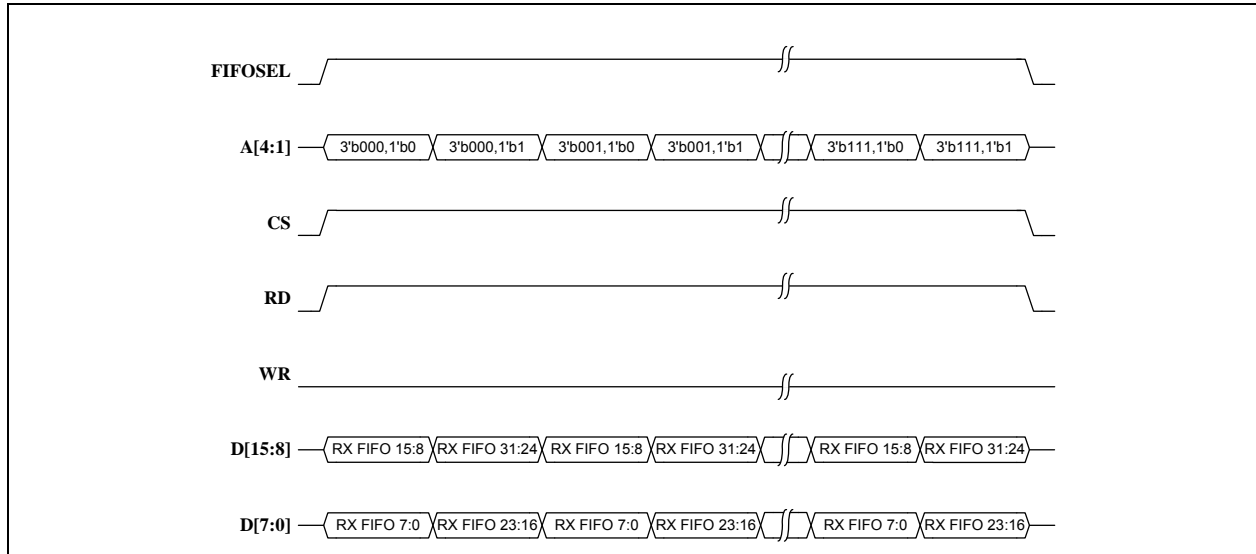 FIFOSEL
A[4:1] 3'b000,1'b0 3'b000,1'b1 3'b001,1'b0 3'b001,1'b1 3'b111,1'b0 3'b111,1'b1
CS
RD
WR
D[15:8] RX FIFO 15:8 RX FIFO 31:24 RX FIFO 15:8 RX FIFO 31:24 RX FIFO 15:8 RX FIFO 31:24
D[7:0] RX FIFO 7:0 RX FIFO 23:16 RX FIFO 7:0 RX FIFO 23:16 RX FIFO 7:0 RX FIFO 23:16